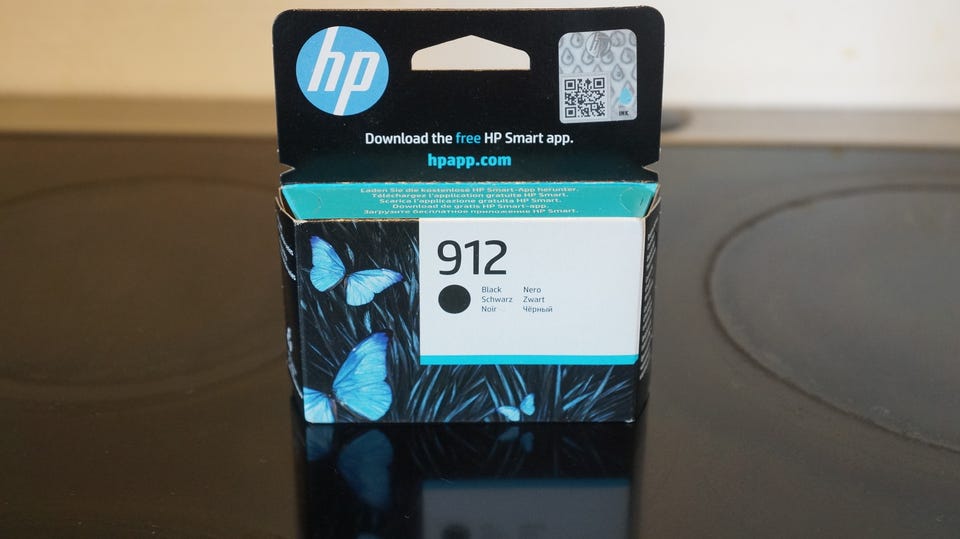 hp
INK
Download the free HP Smart app.
hpapp.com
Laden Sie die kostenlose HP Smart-App herunter.
Téléchargez l'application gratuite HP Smart.
Scarica l'applicazione gratuita HP Smart.
Download de gratis HP Smart-app.
Загрузите бесплатное приложение HP Smart.
912
Black Nero
Schwarz Zwart
Noir Чёрный